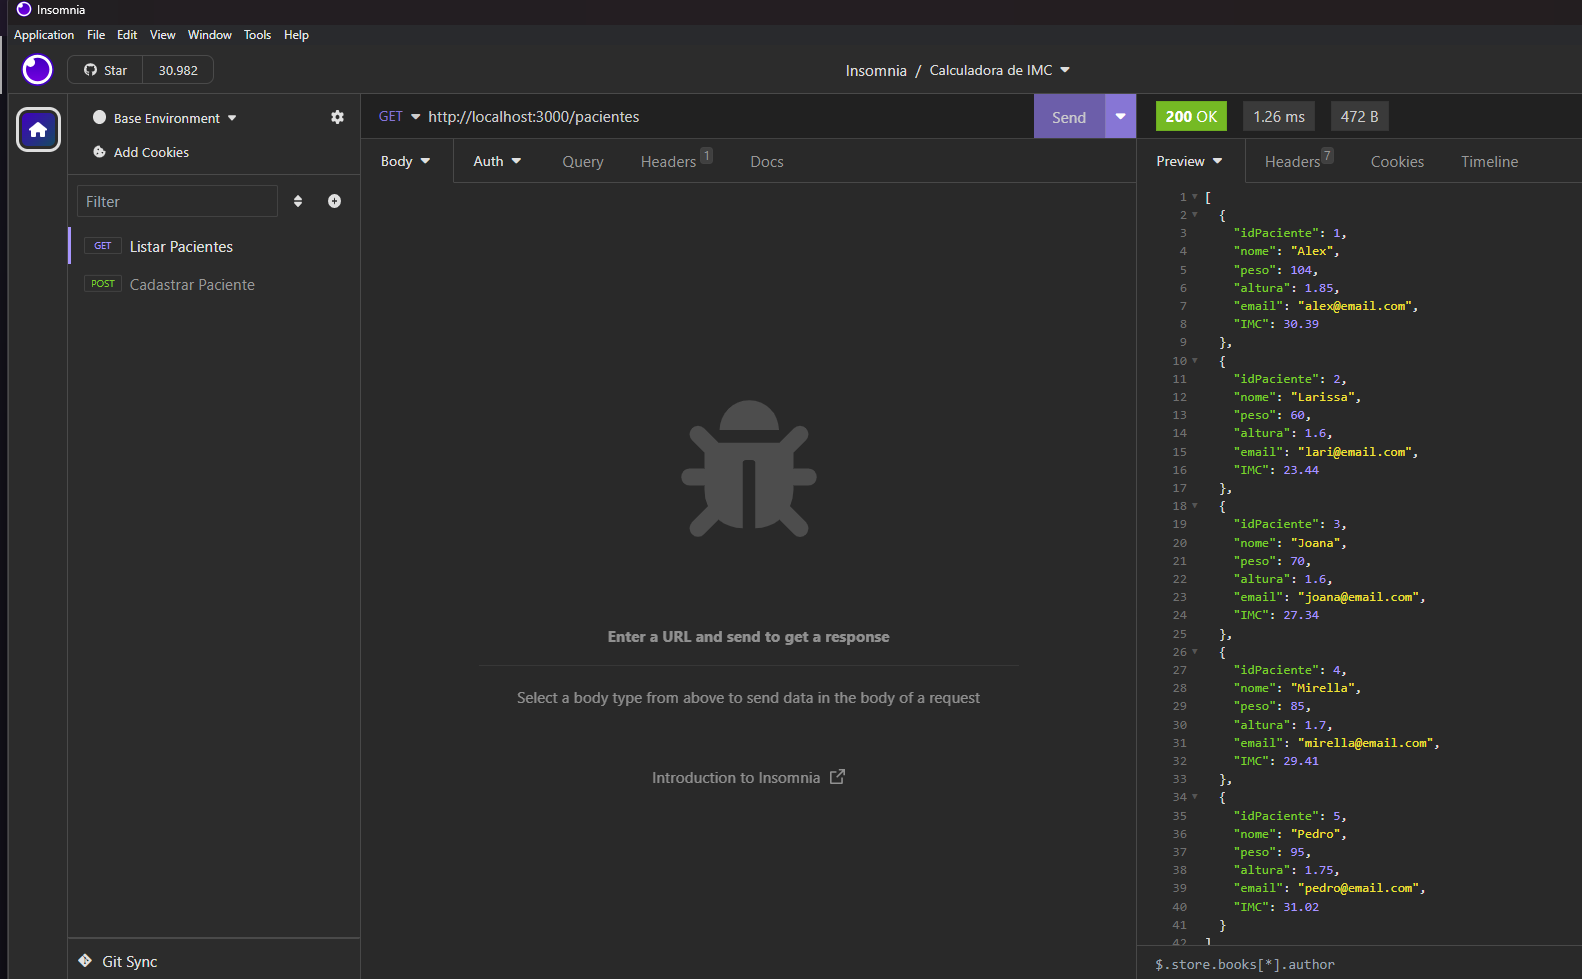 Insomnia
Application File Edit View Window Tools Help
Star 30.982
Insomnia / Calculadora de IMC
Base Environment
Add Cookies
Filter
GET Listar Pacientes
POST Cadastrar Paciente
Git Sync
GET http://localhost:3000/pacientes Send
Body Auth Query Headers 1 Docs
Enter a URL and send to get a response
Select a body type from above to send data in the body of a request
Introduction to Insomnia
200 OK 1.26 ms 472 B
Preview Headers 7 Cookies Timeline
1 [
2 {
3 "idPaciente": 1,
4 "nome": "Alex",
5 "peso": 104,
6 "altura": 1.85,
7 "email": "alex@email.com",
8 "IMC": 30.39
9 },
10 {
11 "idPaciente": 2,
12 "nome": "Larissa",
13 "peso": 60,
14 "altura": 1.6,
15 "email": "lari@email.com",
16 "IMC": 23.44
17 },
18 {
19 "idPaciente": 3,
20 "nome": "Joana",
21 "peso": 70,
22 "altura": 1.6,
23 "email": "joana@email.com",
24 "IMC": 27.34
25 },
26 {
27 "idPaciente": 4,
28 "nome": "Mirella",
29 "peso": 85,
30 "altura": 1.7,
31 "email": "mirella@email.com",
32 "IMC": 29.41
33 },
34 {
35 "idPaciente": 5,
36 "nome": "Pedro",
37 "peso": 95,
38 "altura": 1.75,
39 "email": "pedro@email.com",
40 "IMC": 31.02
41 }
42 ]
$.store.books[*].author